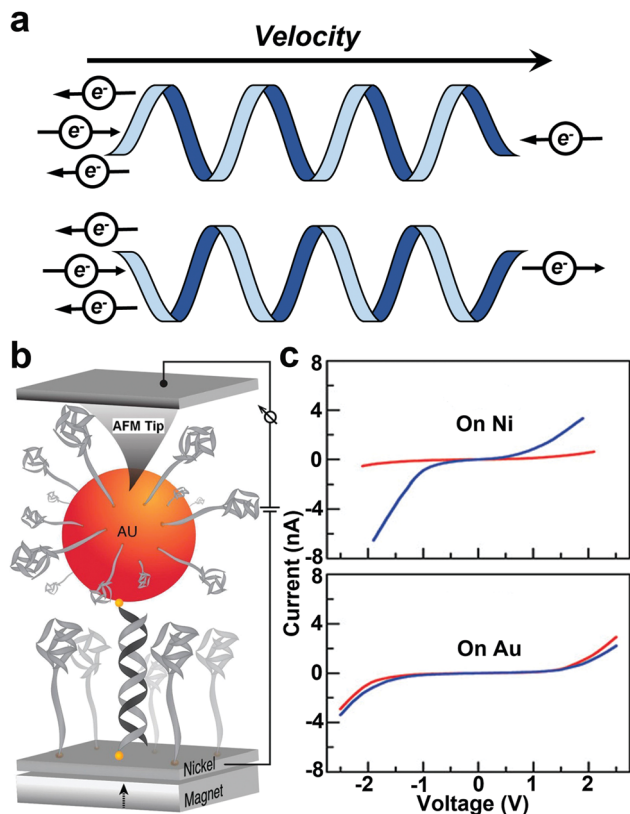 a
Velocity
e-
e-
e-
e-
e-
e-
e-
e-
b
AFM Tip
AU
Nickel
Magnet
c
8
4
0
-4
-8
On Ni
Current (nA)
8
4
0
-4
-8
On Au
-2 -1 0 1 2
Voltage (V)